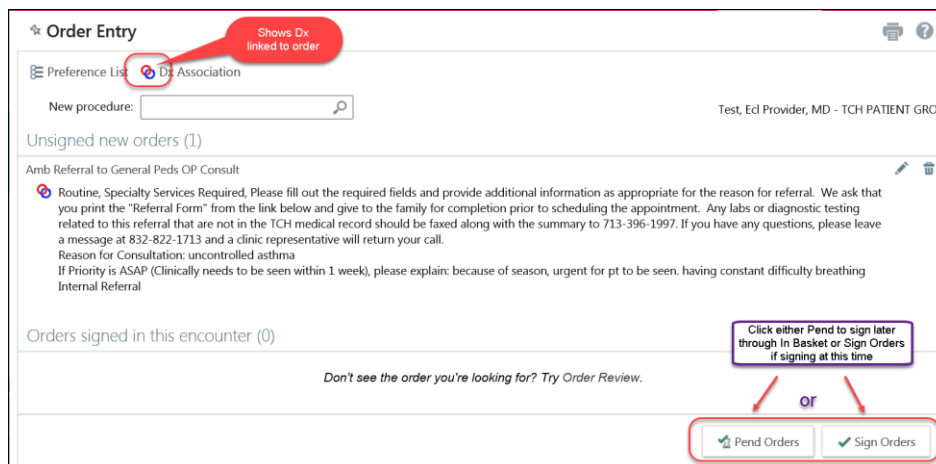 Order Entry
Shows Dx
linked to order
Preference List Dx Association
New procedure:
Test, Ecl Provider, MD - TCH PATIENT GRO
Unsigned new orders (1)
Amb Referral to General Peds OP Consult
Routine, Specialty Services Required, Please fill out the required fields and provide additional information as appropriate for the reason for referral. We ask that
you print the "Referral Form" from the link below and give to the family for completion prior to scheduling the appointment. Any labs or diagnostic testing
related to this referral that are not in the TCH medical record should be faxed along with the summary to 713-396-1997. If you have any questions, please leave
a message at 832-822-1713 and a clinic representative will return your call.
Reason for Consultation: uncontrolled asthma
If Priority is ASAP (Clinically needs to be seen within 1 week), please explain: because of season, urgent for pt to be seen. having constant difficulty breathing
Internal Referral
Orders signed in this encounter (0)
Click either Pend to sign later
through In Basket or Sign Orders
if signing at this time
Don't see the order you're looking for? Try Order Review.
or
Pend Orders
Sign Orders